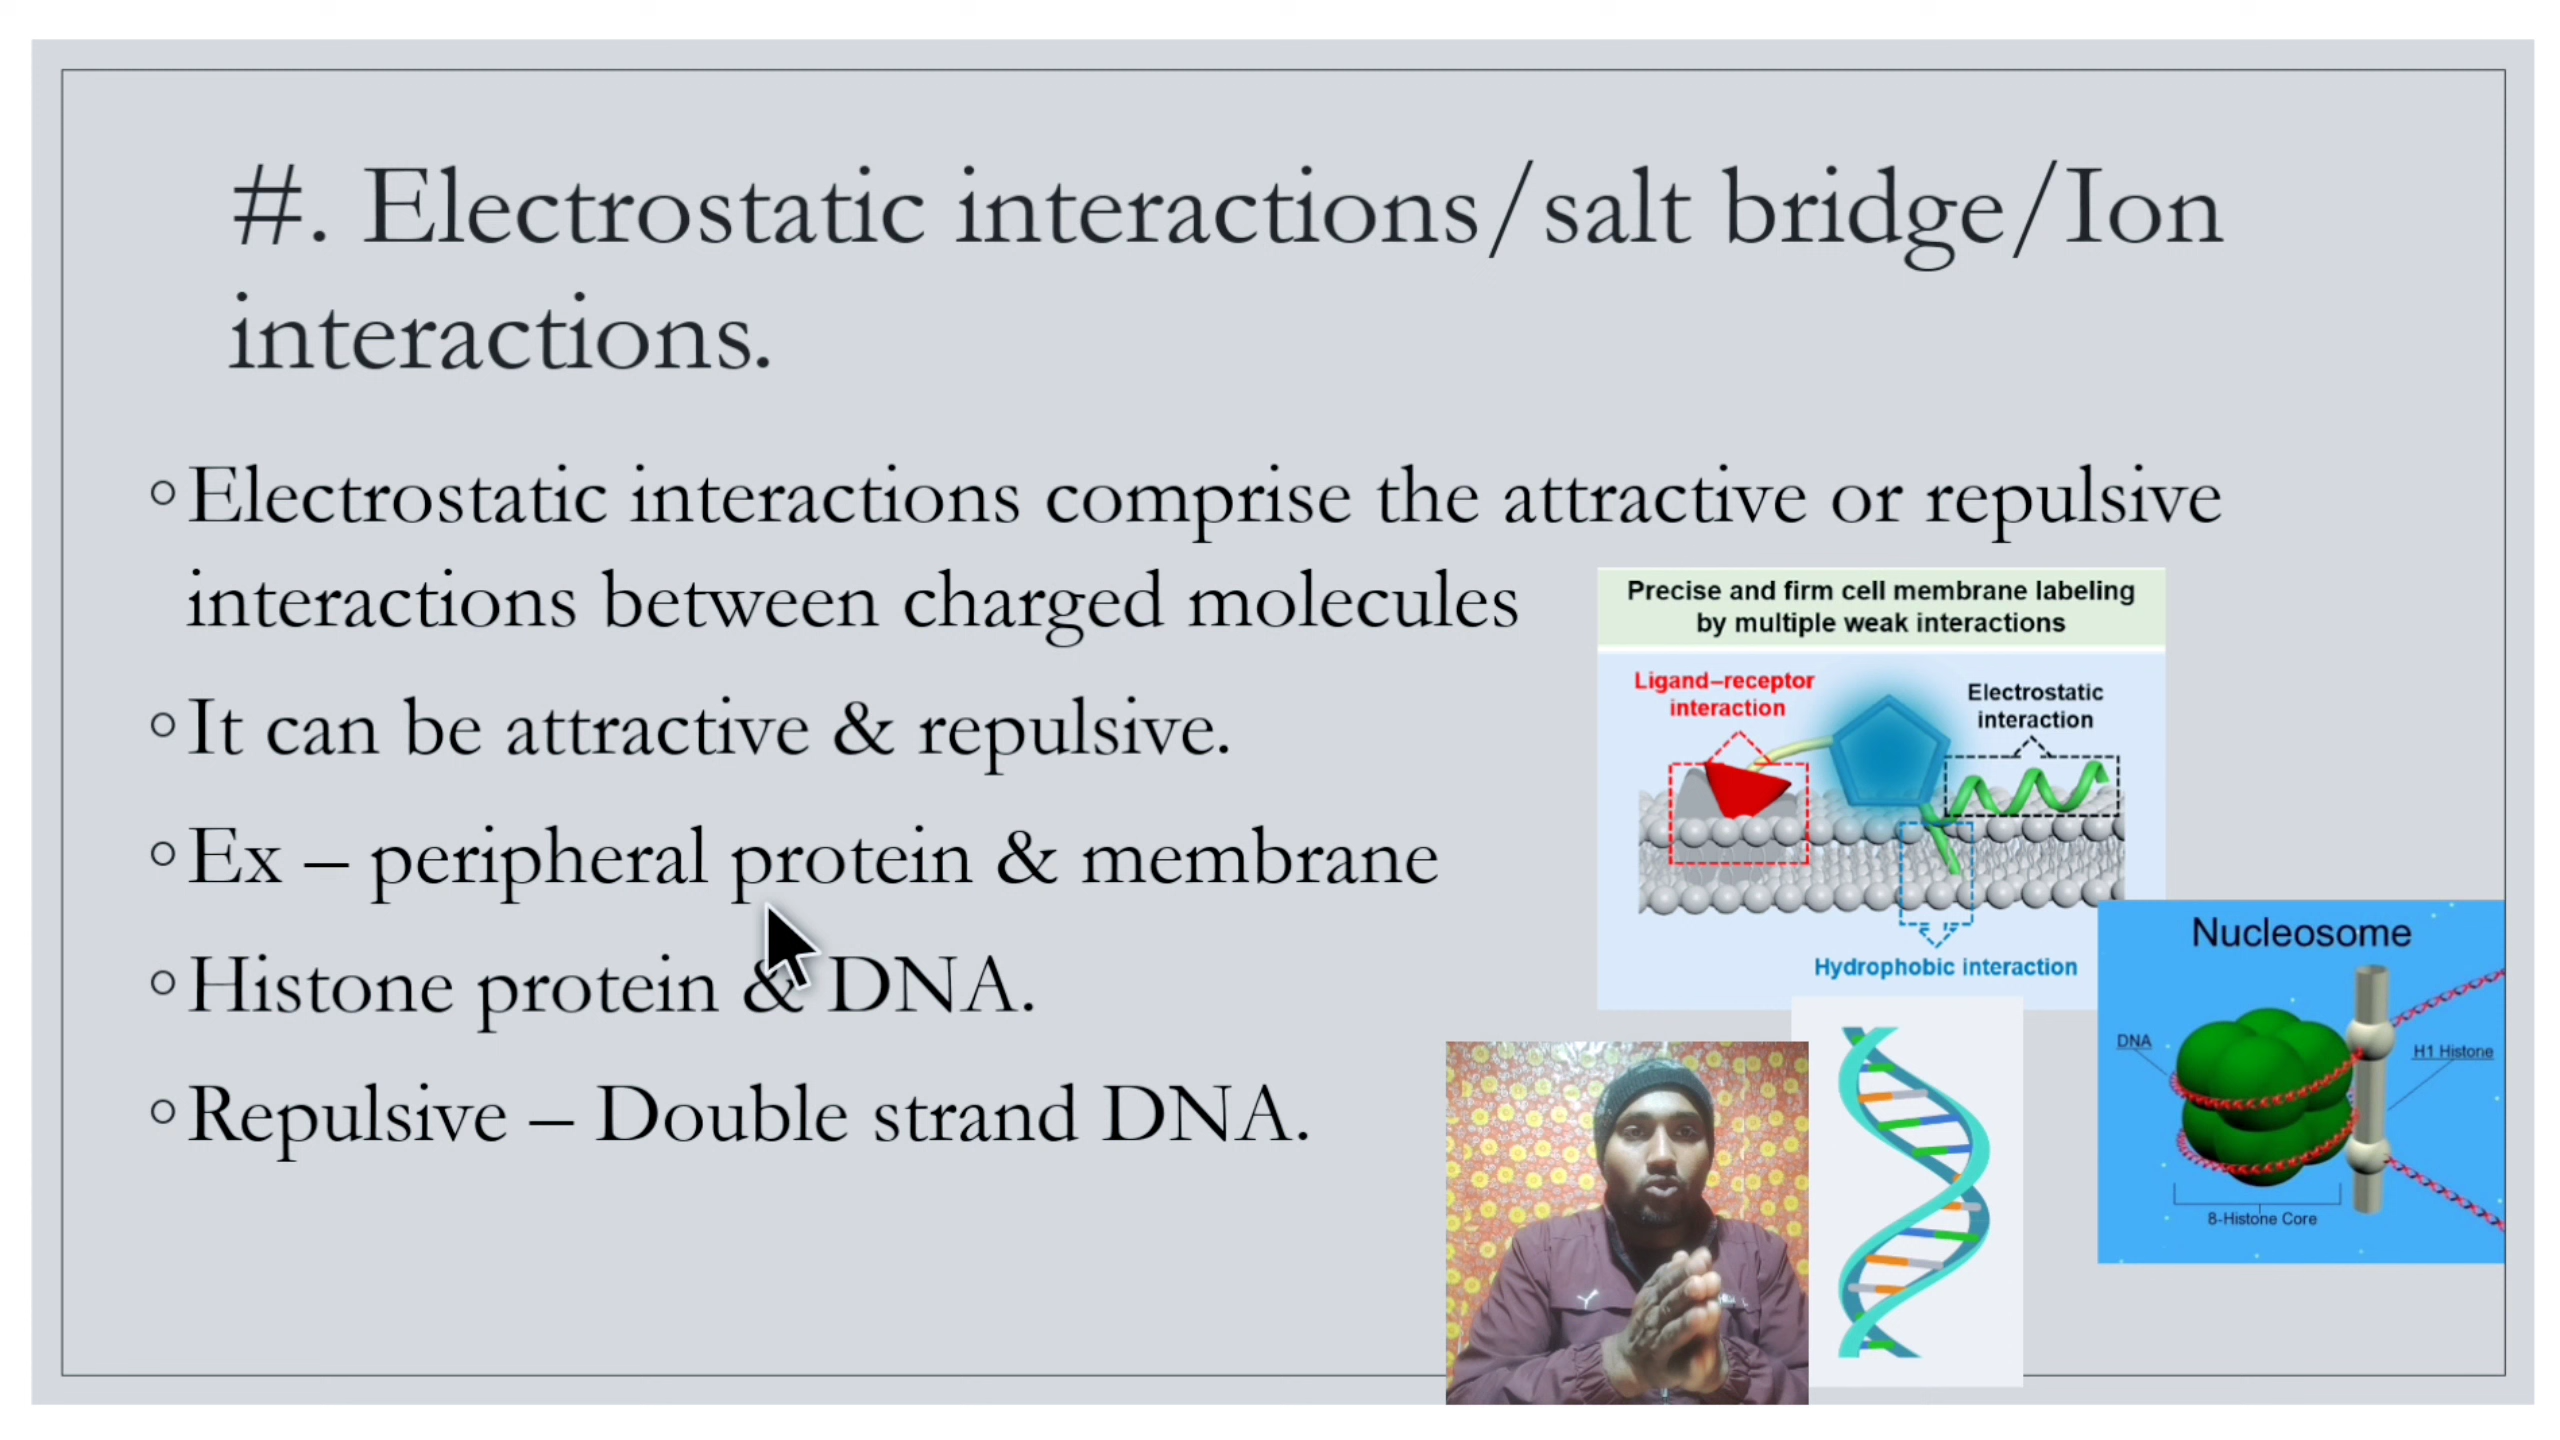 #. Electrostatic interactions/salt bridge/Ion
interactions.
◦Electrostatic interactions comprise the attractive or repulsive
interactions between charged molecules
◦It can be attractive & repulsive.
◦Ex – peripheral protein & membrane
◦Histone protein & DNA.
◦Repulsive – Double strand DNA.
Precise and firm cell membrane labeling
by multiple weak interactions
Ligand–receptor
interaction
Electrostatic
interaction
Hydrophobic interaction
Nucleosome
DNA
H1 Histone
8-Histone Core